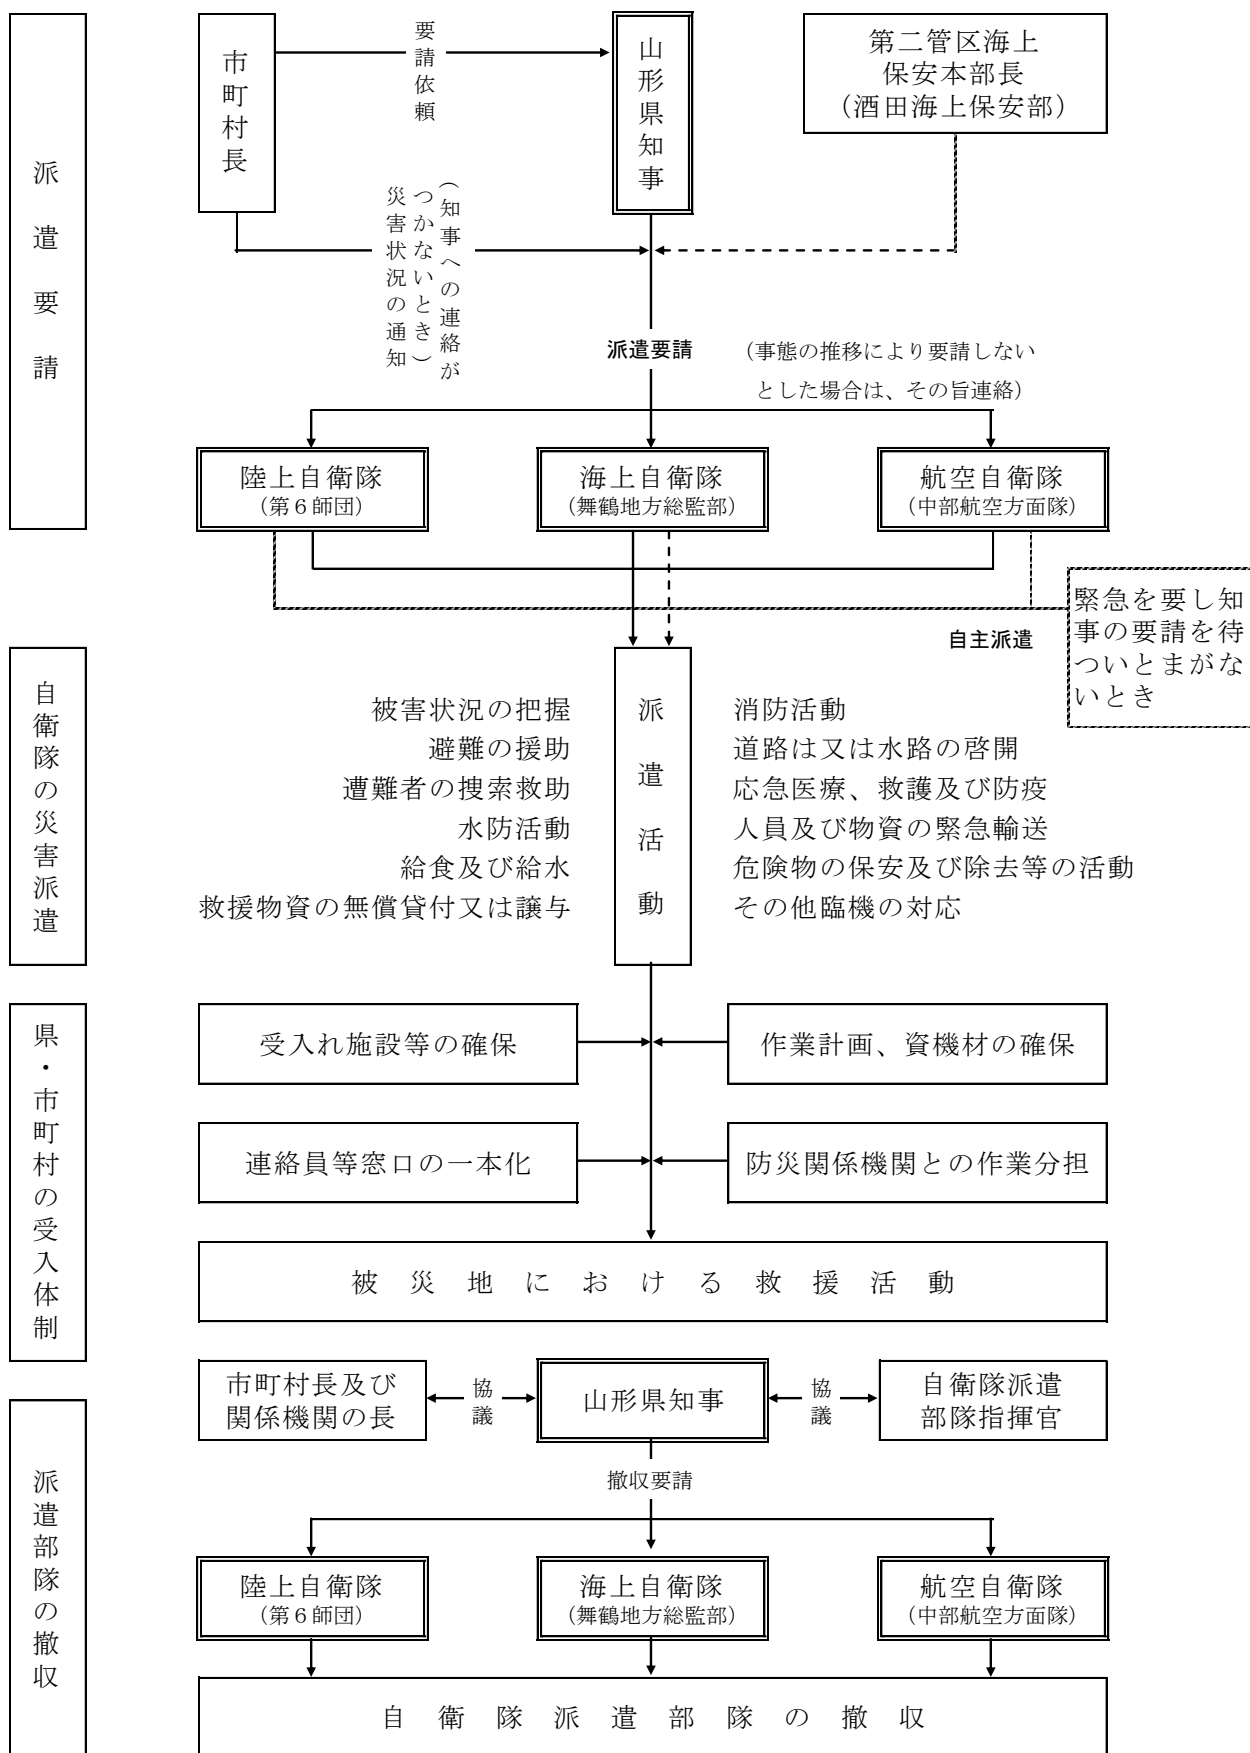 派遣要請
市町村長
要請依頼
山形県知事
第二管区海上
保安本部長
（酒田海上保安部）
（知事への連絡が
つかないとき）
災害状況の通知
派遣要請
（事態の推移により要請しない
とした場合は、その旨連絡）
陸上自衛隊
（第６師団）
海上自衛隊
（舞鶴地方総監部）
航空自衛隊
（中部航空方面隊）
自主派遣
緊急を要し知
事の要請を待
ついとまがな
いとき
自衛隊の災害派遣
被害状況の把握
避難の援助
遭難者の捜索救助
水防活動
給食及び給水
救援物資の無償貸付又は譲与
派遣活動
消防活動
道路は又は水路の啓開
応急医療、救護及び防疫
人員及び物資の緊急輸送
危険物の保安及び除去等の活動
その他臨機の対応
県・市町村の受入体制
受入れ施設等の確保
作業計画、資機材の確保
連絡員等窓口の一本化
防災関係機関との作業分担
被災地における救援活動
派遣部隊の撤収
市町村長及び
関係機関の長
協議
山形県知事
協議
自衛隊派遣
部隊指揮官
撤収要請
陸上自衛隊
（第６師団）
海上自衛隊
（舞鶴地方総監部）
航空自衛隊
（中部航空方面隊）
自衛隊派遣部隊の撤収